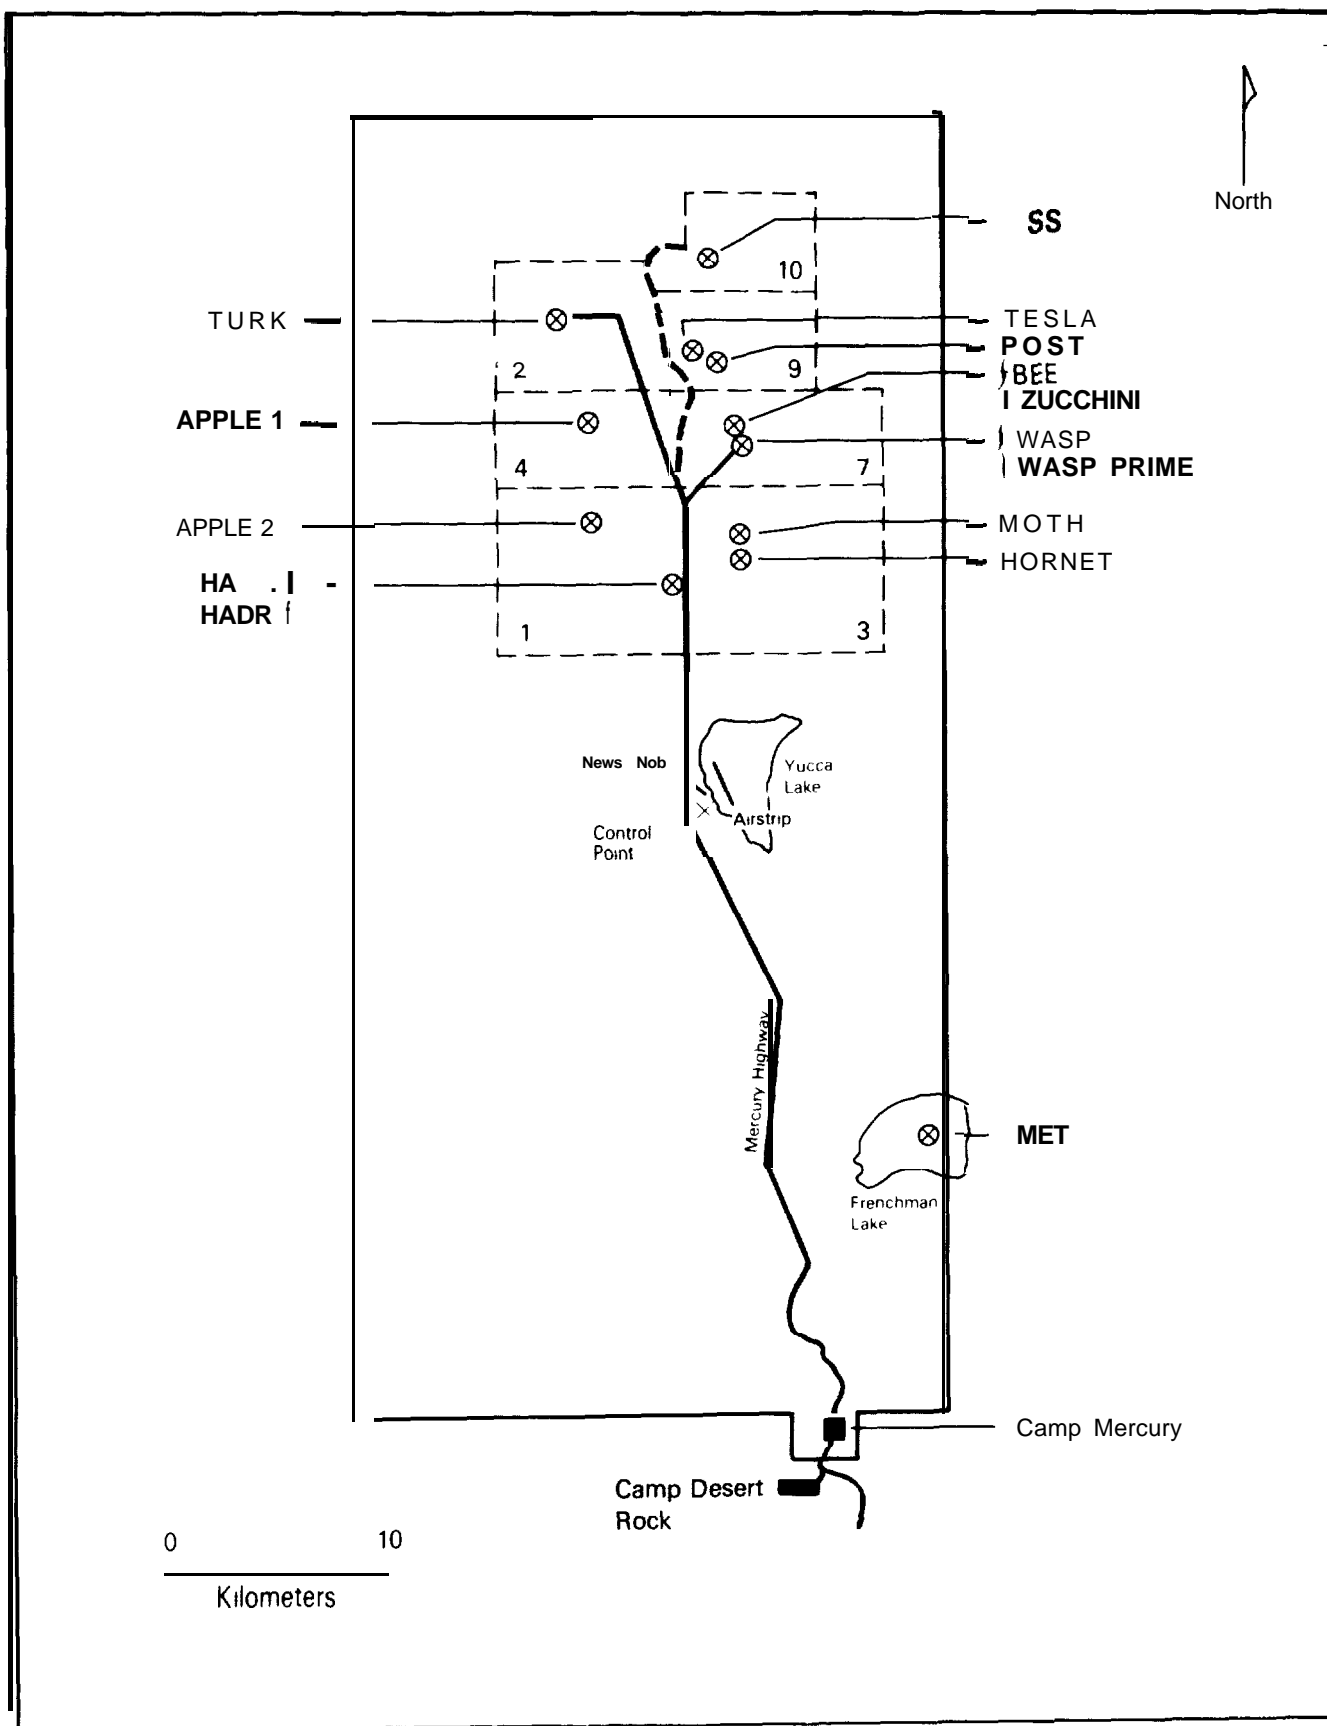 North
SS
10
TURK
TESLA
POST
2
9
BEE
ZUCCHINI
APPLE 1
WASP
4
7
WASP PRIME
APPLE 2
MOTH
HORNET
HA
HADR
1
3
News Nob
Yucca
Lake
Airstrip
Control
Point
Mercury Highway
MET
Frenchman
Lake
Camp Mercury
Camp Desert
Rock
0 10
Kilometers